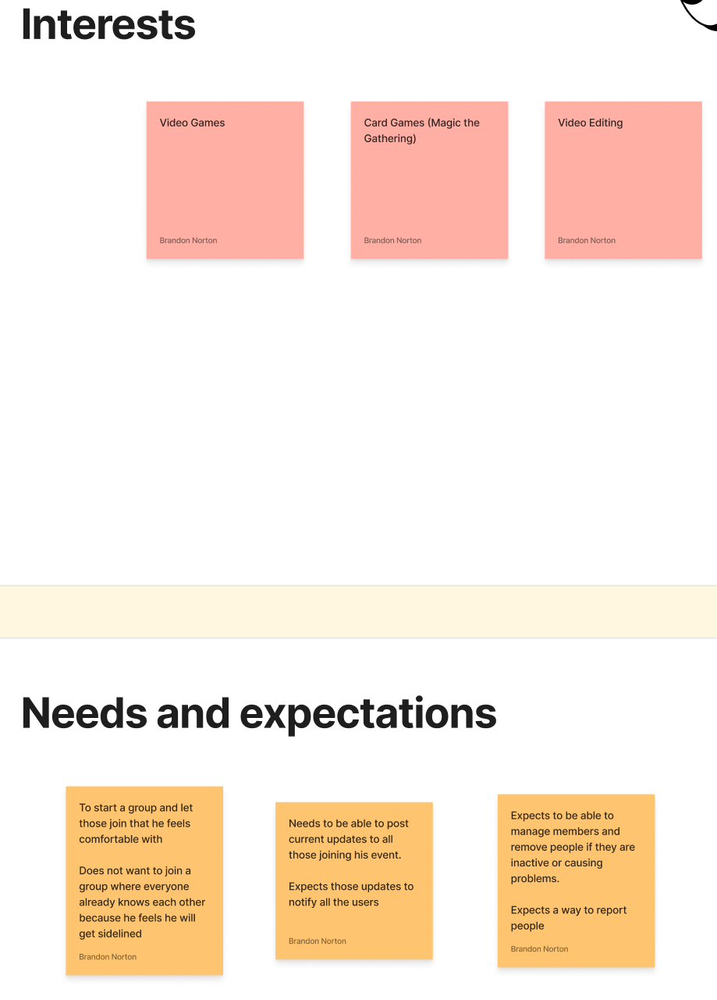 Interests
Video Games
Brandon Norton
Card Games (Magic the
Gathering)
Brandon Norton
Video Editing
Brandon Norton
Needs and expectations
To start a group and let
those join that he feels
comfortable with
Does not want to join a
group where everyone
already knows each other
because he feels he will
get sidelined
Brandon Norton
Needs to be able to post
current updates to all
those joining his event.
Expects those updates to
notify all the users
Brandon Norton
Expects to be able to
manage members and
remove people if they are
inactive or causing
problems.
Expects a way to report
people
Brandon Norton